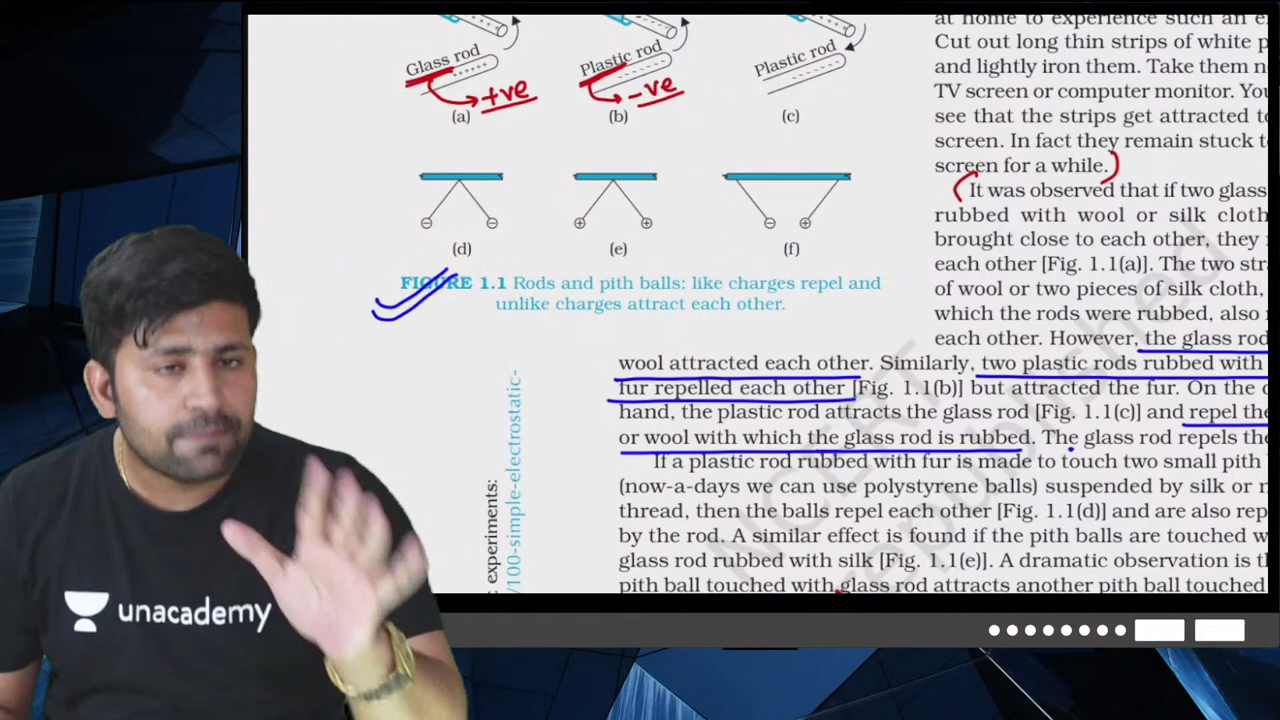 at home to experience such an e
Cut out long thin strips of white p
and lightly iron them. Take them n
TV screen or computer monitor. You
see that the strips get attracted to
screen. In fact they remain stuck t
screen for a while.)
(It was observed that if two glass
rubbed with wool or silk cloth
brought close to each other, they
each other [Fig. 1.1(a)]. The two stra
of wool or two pieces of silk cloth,
which the rods were rubbed, also
each other. However, the glass rod
wool attracted each other. Similarly, two plastic rods rubbed with
fur repelled each other [Fig. 1.1(b)] but attracted the fur. On the o
hand, the plastic rod attracts the glass rod [Fig. 1.1(c)] and repel the
or wool with which the glass rod is rubbed. The glass rod repels the
If a plastic rod rubbed with fur is made to touch two small pith
(now-a-days we can use polystyrene balls) suspended by silk or n
thread, then the balls repel each other [Fig. 1.1(d)] and are also rep
by the rod. A similar effect is found if the pith balls are touched w
glass rod rubbed with silk [Fig. 1.1(e)]. A dramatic observation is th
pith ball touched with glass rod attracts another pith ball touched
Glass rod
+ve
(a)
Plastic rod
-ve
(b)
Plastic rod
(c)
(d)
(e)
(f)
FIGURE 1.1 Rods and pith balls: like charges repel and
unlike charges attract each other.
experiments:
/100-simple-electrostatic-
NCERT
republished
unacademy